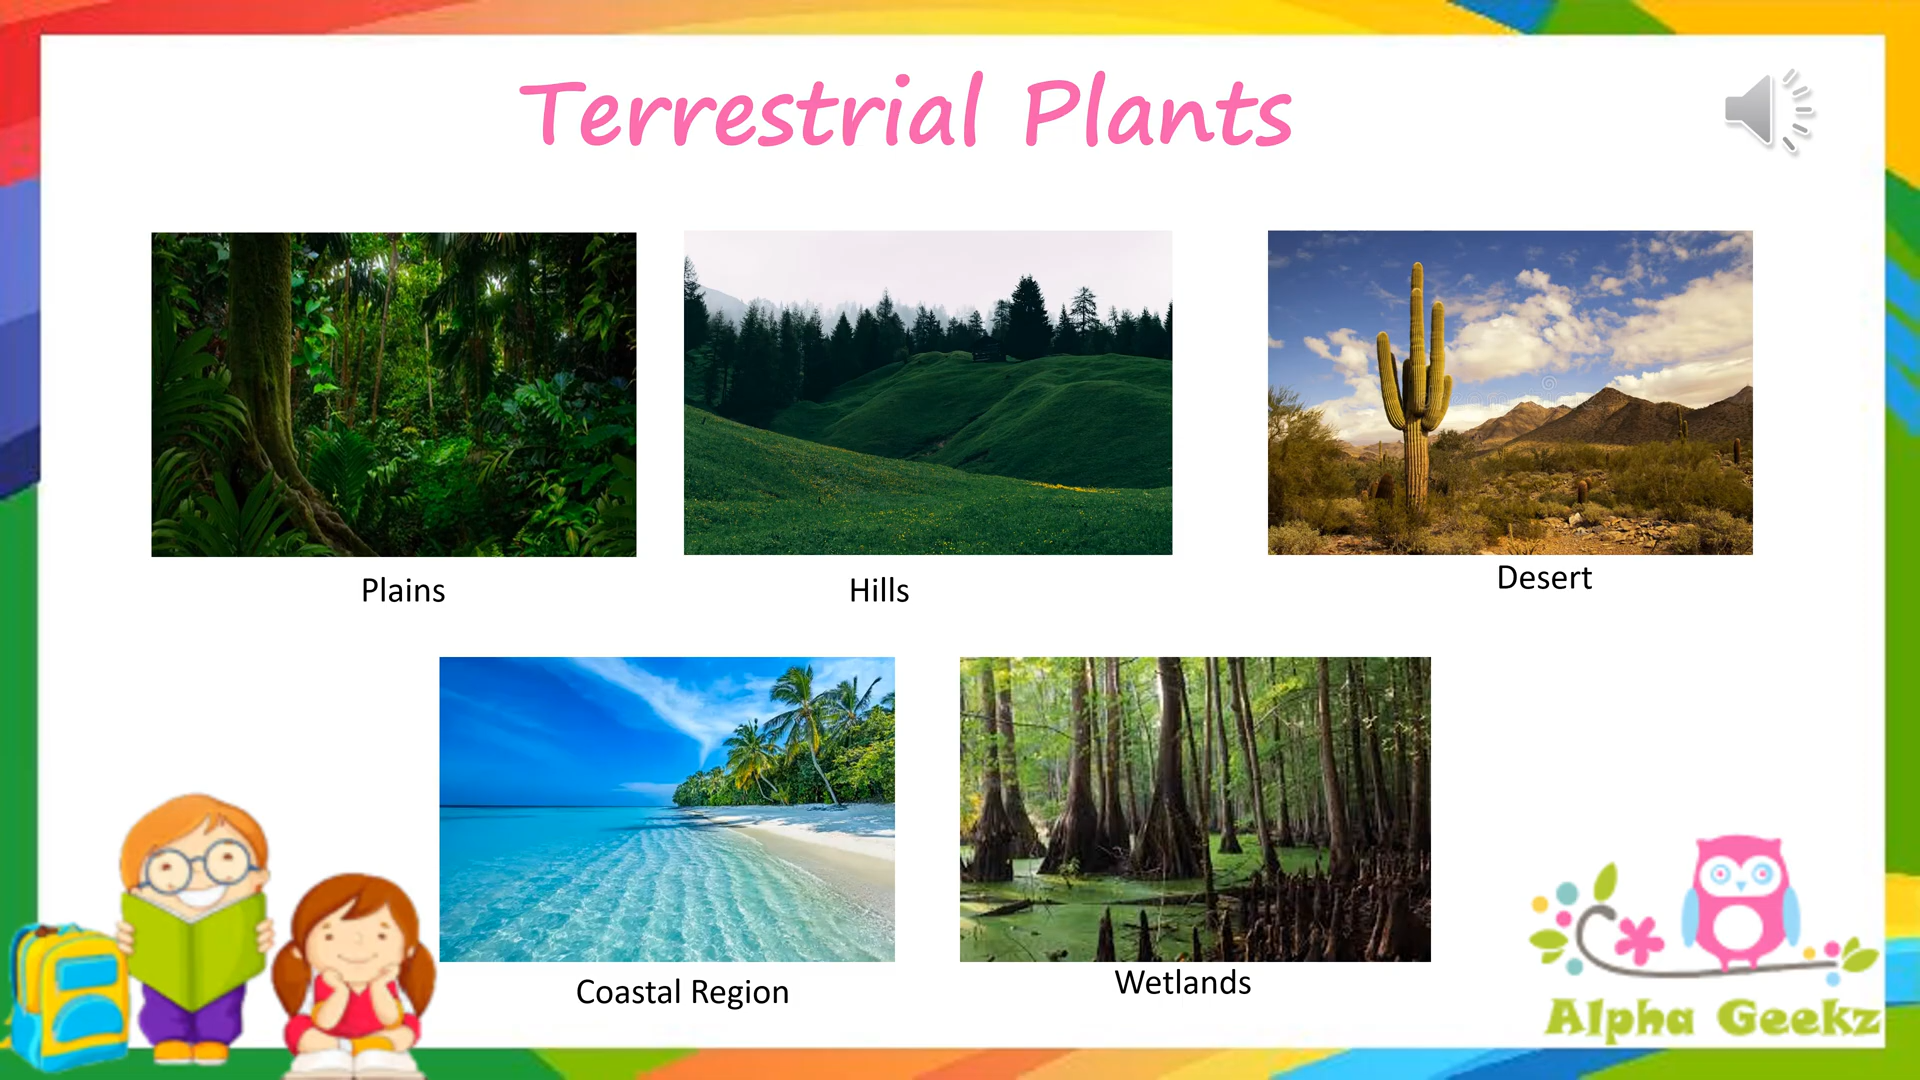 Terrestrial Plants
Plains
Hills
Desert
Coastal Region
Wetlands
Alpha Geekz